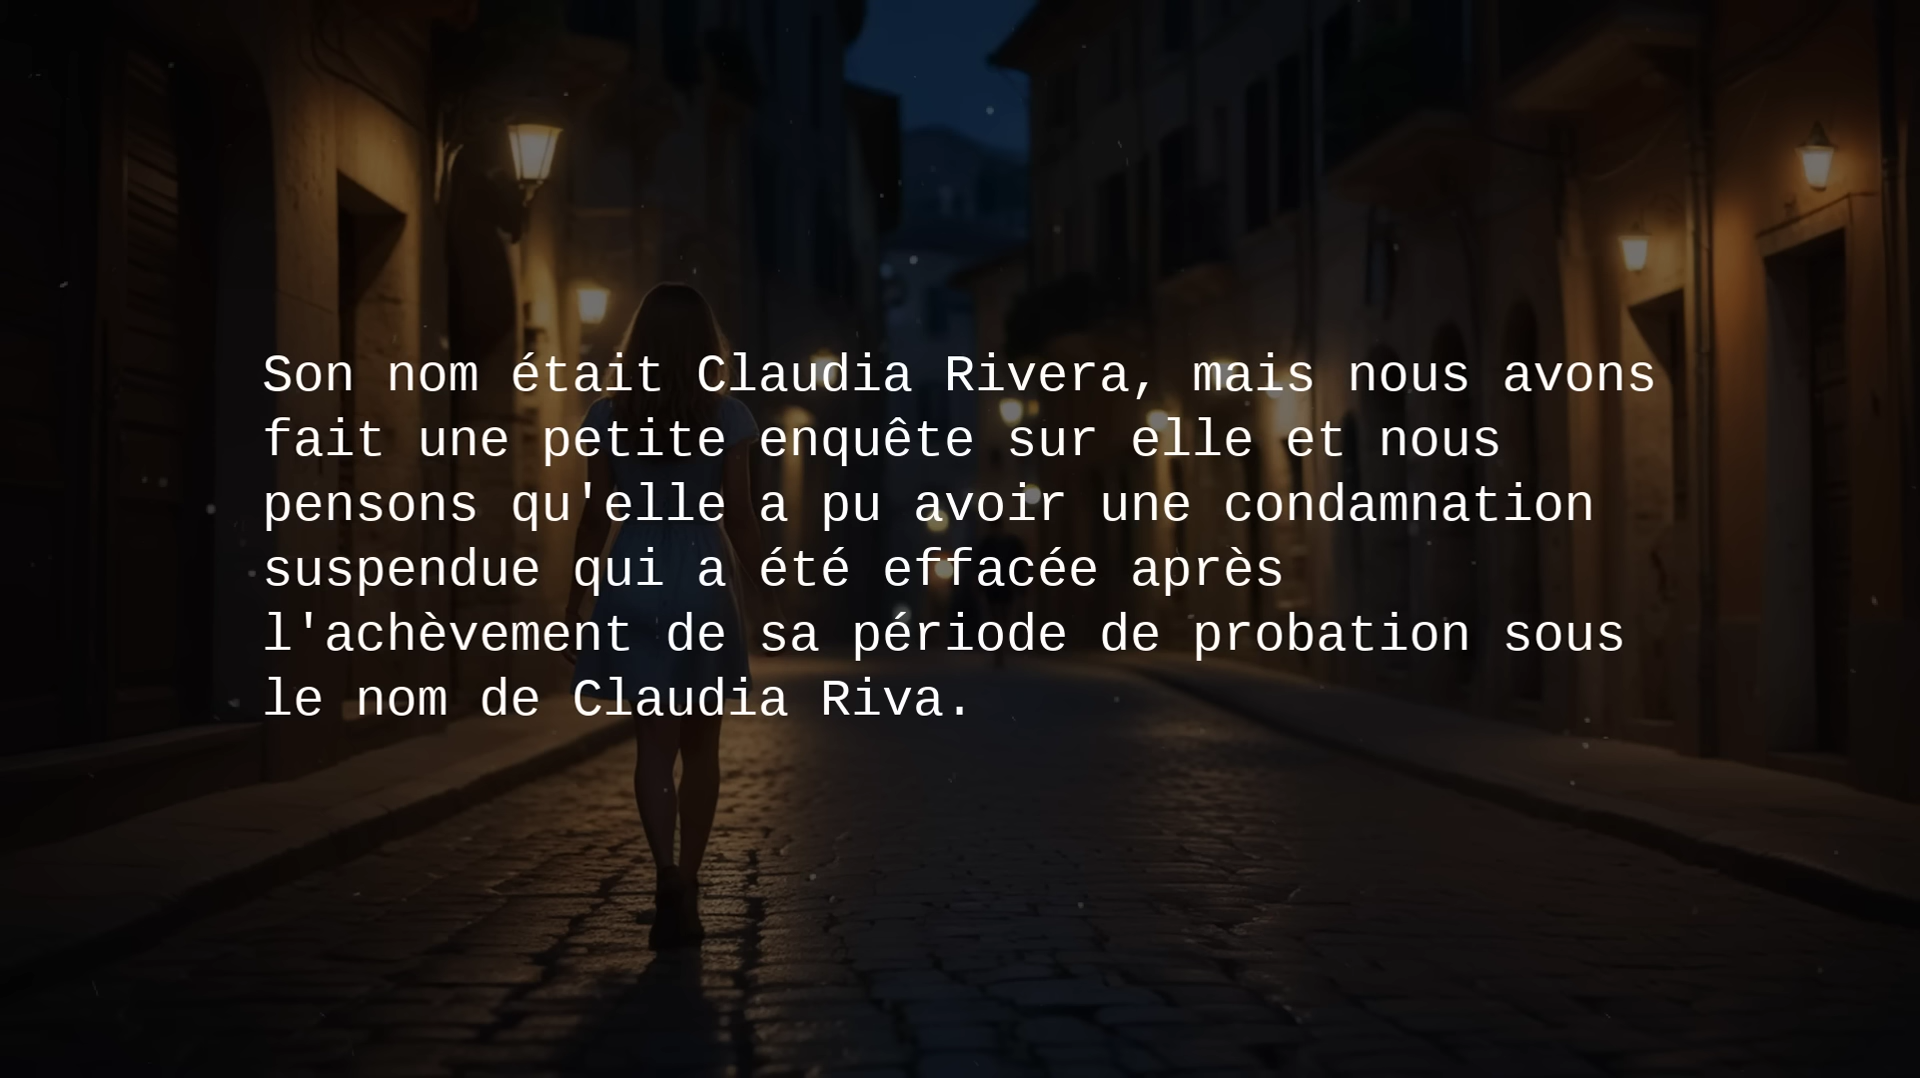 Son nom était Claudia Rivera, mais nous avons
fait une petite enquête sur elle et nous
pensons qu'elle a pu avoir une condamnation
suspendue qui a été effacée après
l'achèvement de sa période de probation sous
le nom de Claudia Riva.